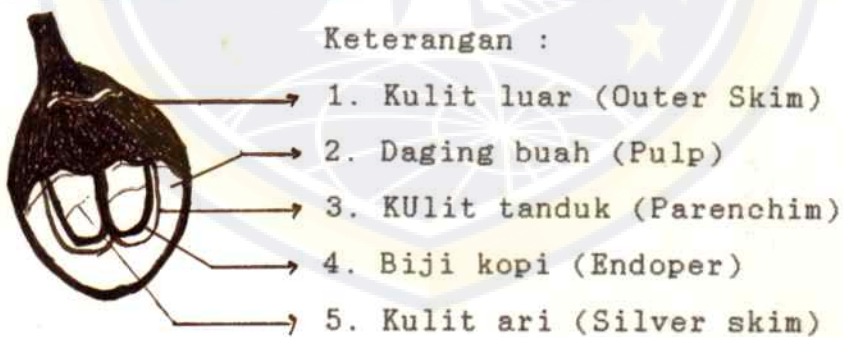 Keterangan :
1. Kulit luar (Outer Skim)
2. Daging buah (Pulp)
3. KUlit tanduk (Parenchim)
4. Biji kopi (Endoper)
5. Kulit ari (Silver skim)